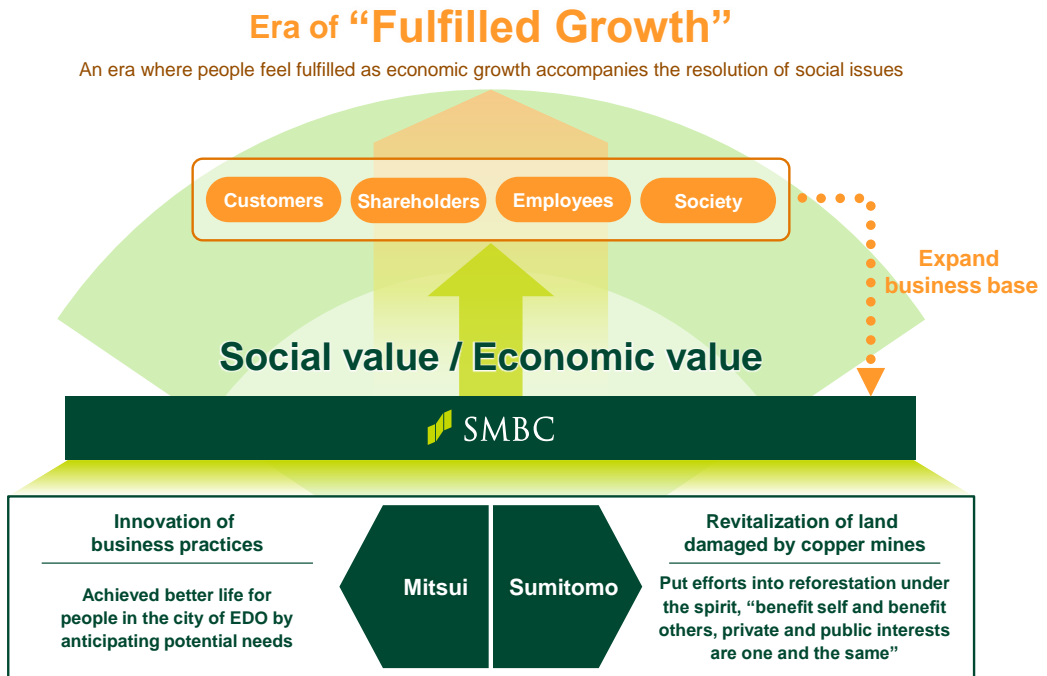 Era of “Fulfilled Growth”
An era where people feel fulfilled as economic growth accompanies the resolution of social issues
Customers
Shareholders
Employees
Society
Expand
business base
Social value / Economic value
SMBC
Innovation of
business practices
Achieved better life for
people in the city of EDO by
anticipating potential needs
Mitsui
Sumitomo
Revitalization of land
damaged by copper mines
Put efforts into reforestation under
the spirit, “benefit self and benefit
others, private and public interests
are one and the same”